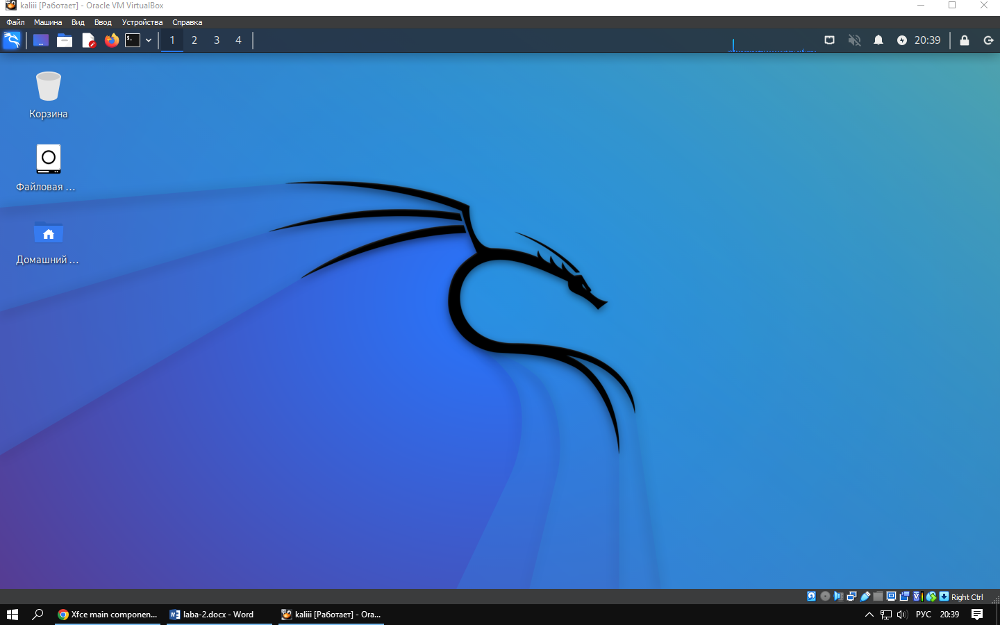 kaliii [Работает] - Oracle VM VirtualBox
Файл Машина Вид Ввод Устройства Справка
1 2 3 4 20:39
Корзина
Файловая ...
Домашний ...
Right Ctrl
Xfce main componen... laba-2.docx - Word kaliii [Работает] - Ora... РУС 20:39